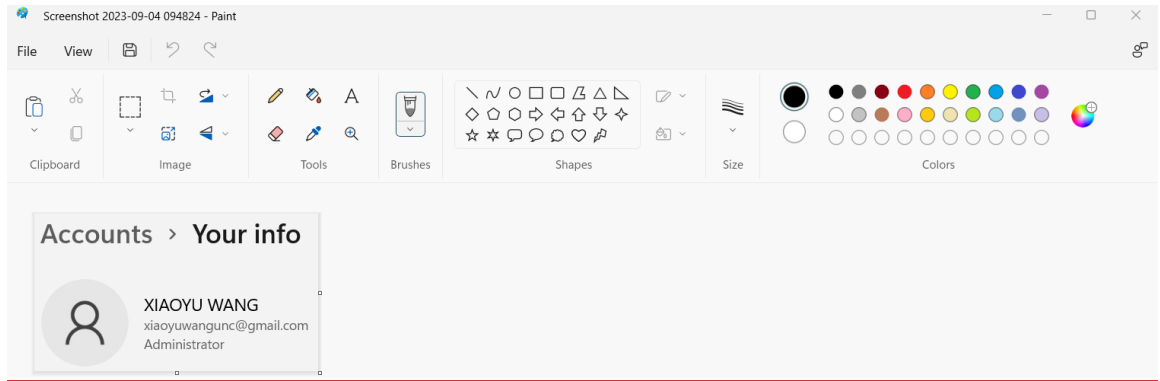 Screenshot 2023-09-04 094824 - Paint
File View
Clipboard Image Tools Brushes Shapes Size Colors
Accounts > Your info
XIAOYU WANG
xiaoyuwangunc@gmail.com
Administrator